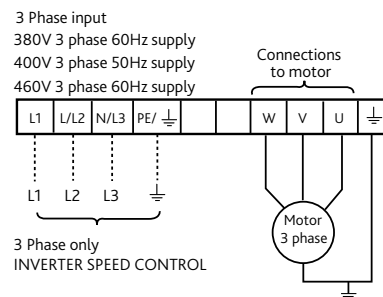 3 Phase input
380V 3 phase 60Hz supply
400V 3 phase 50Hz supply
460V 3 phase 60Hz supply
Connections
to motor
L1 L/L2 N/L3 PE/ W V U
L1 L2 L3
Motor
3 phase
3 Phase only
INVERTER SPEED CONTROL